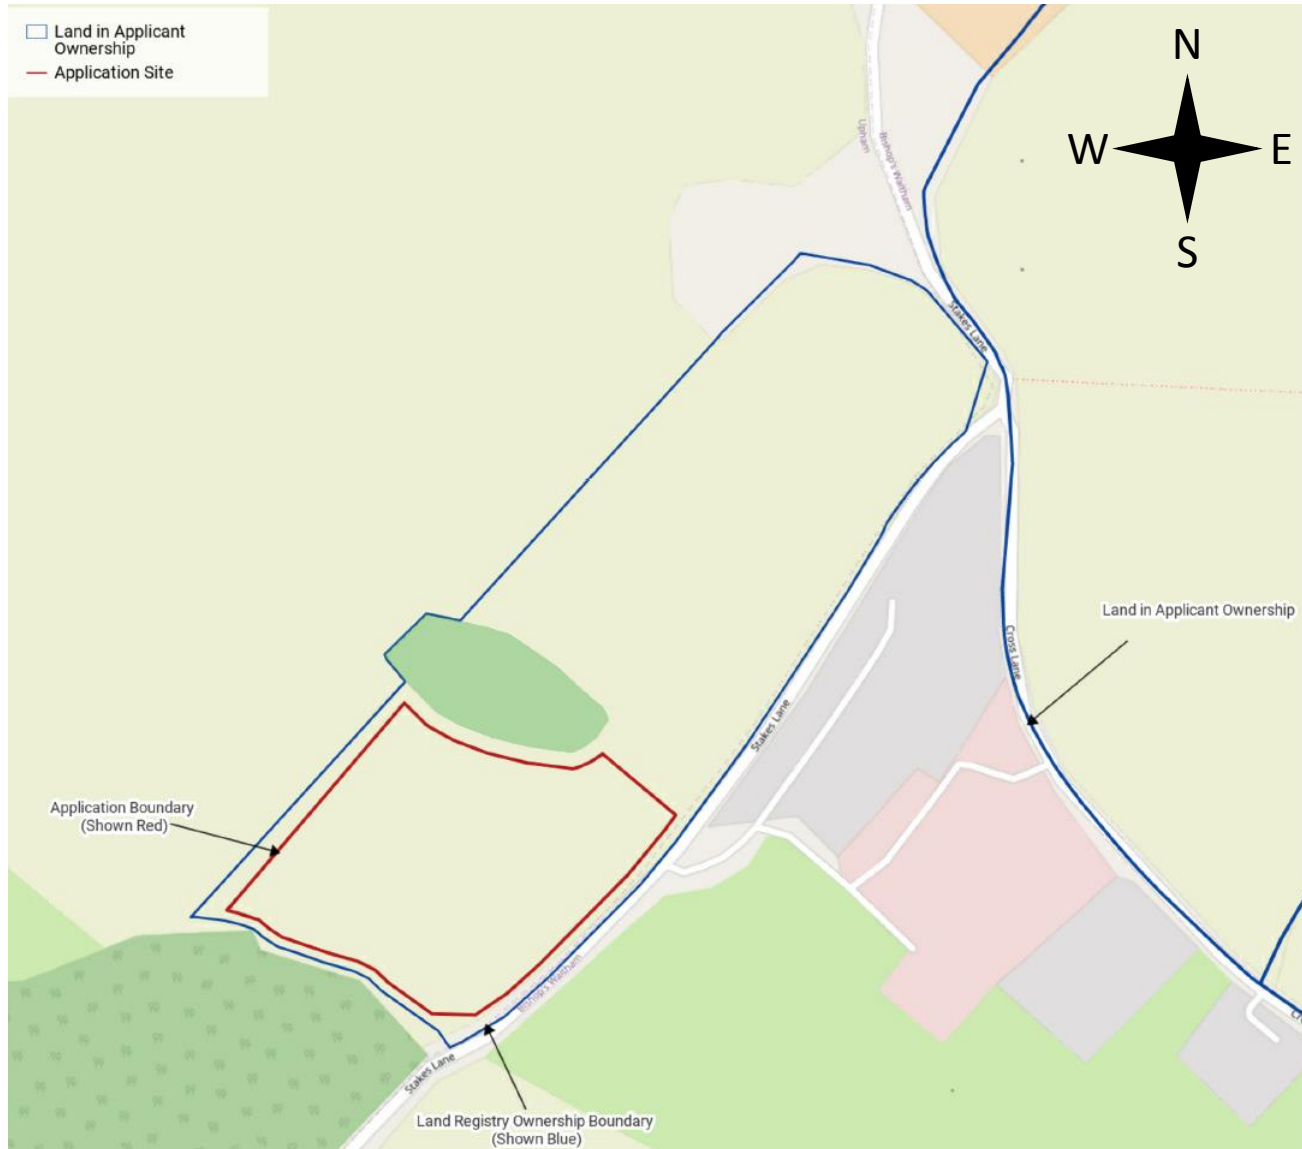 Land in Applicant
Ownership
Application Site
N
W
E
S
Upham
Bishop's Waltham
Stakes Lane
Land in Applicant Ownership
Cross Lane
Stakes Lane
Application Boundary
(Shown Red)
Bishop's Waltham
Stakes Lane
Land Registry Ownership Boundary
(Shown Blue)